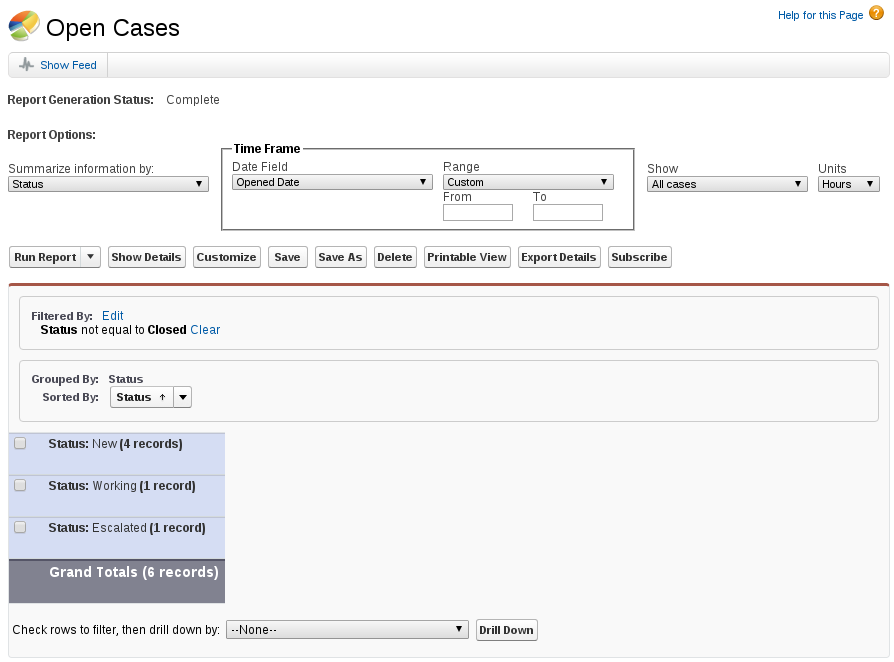 Open Cases
Help for this Page ?
Show Feed
Report Generation Status: Complete
Report Options:
Time Frame
Summarize information by:
Status
Date Field
Opened Date
Range
Custom
From To
Show
All cases
Units
Hours
Run Report Show Details Customize Save Save As Delete Printable View Export Details Subscribe
Filtered By: Edit
Status not equal to Closed Clear
Grouped By: Status
Sorted By: Status ↑
Status: New (4 records)
Status: Working (1 record)
Status: Escalated (1 record)
Grand Totals (6 records)
Check rows to filter, then drill down by: --None-- Drill Down